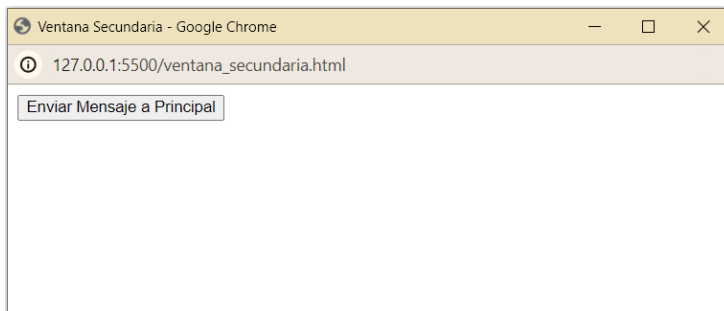 Ventana Secundaria - Google Chrome
127.0.0.1:5500/ventana_secundaria.html
Enviar Mensaje a Principal